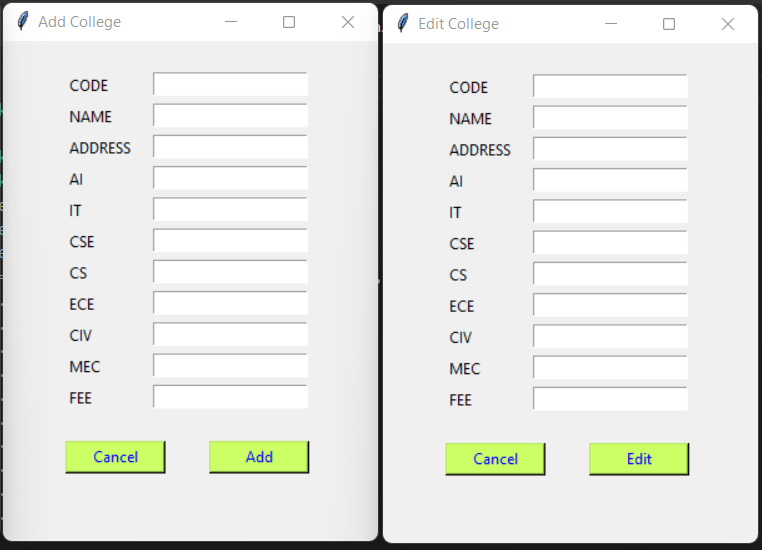 Add College
CODE
NAME
ADDRESS
AI
IT
CSE
CS
ECE
CIV
MEC
FEE
Cancel Add
Edit College
CODE
NAME
ADDRESS
AI
IT
CSE
CS
ECE
CIV
MEC
FEE
Cancel Edit